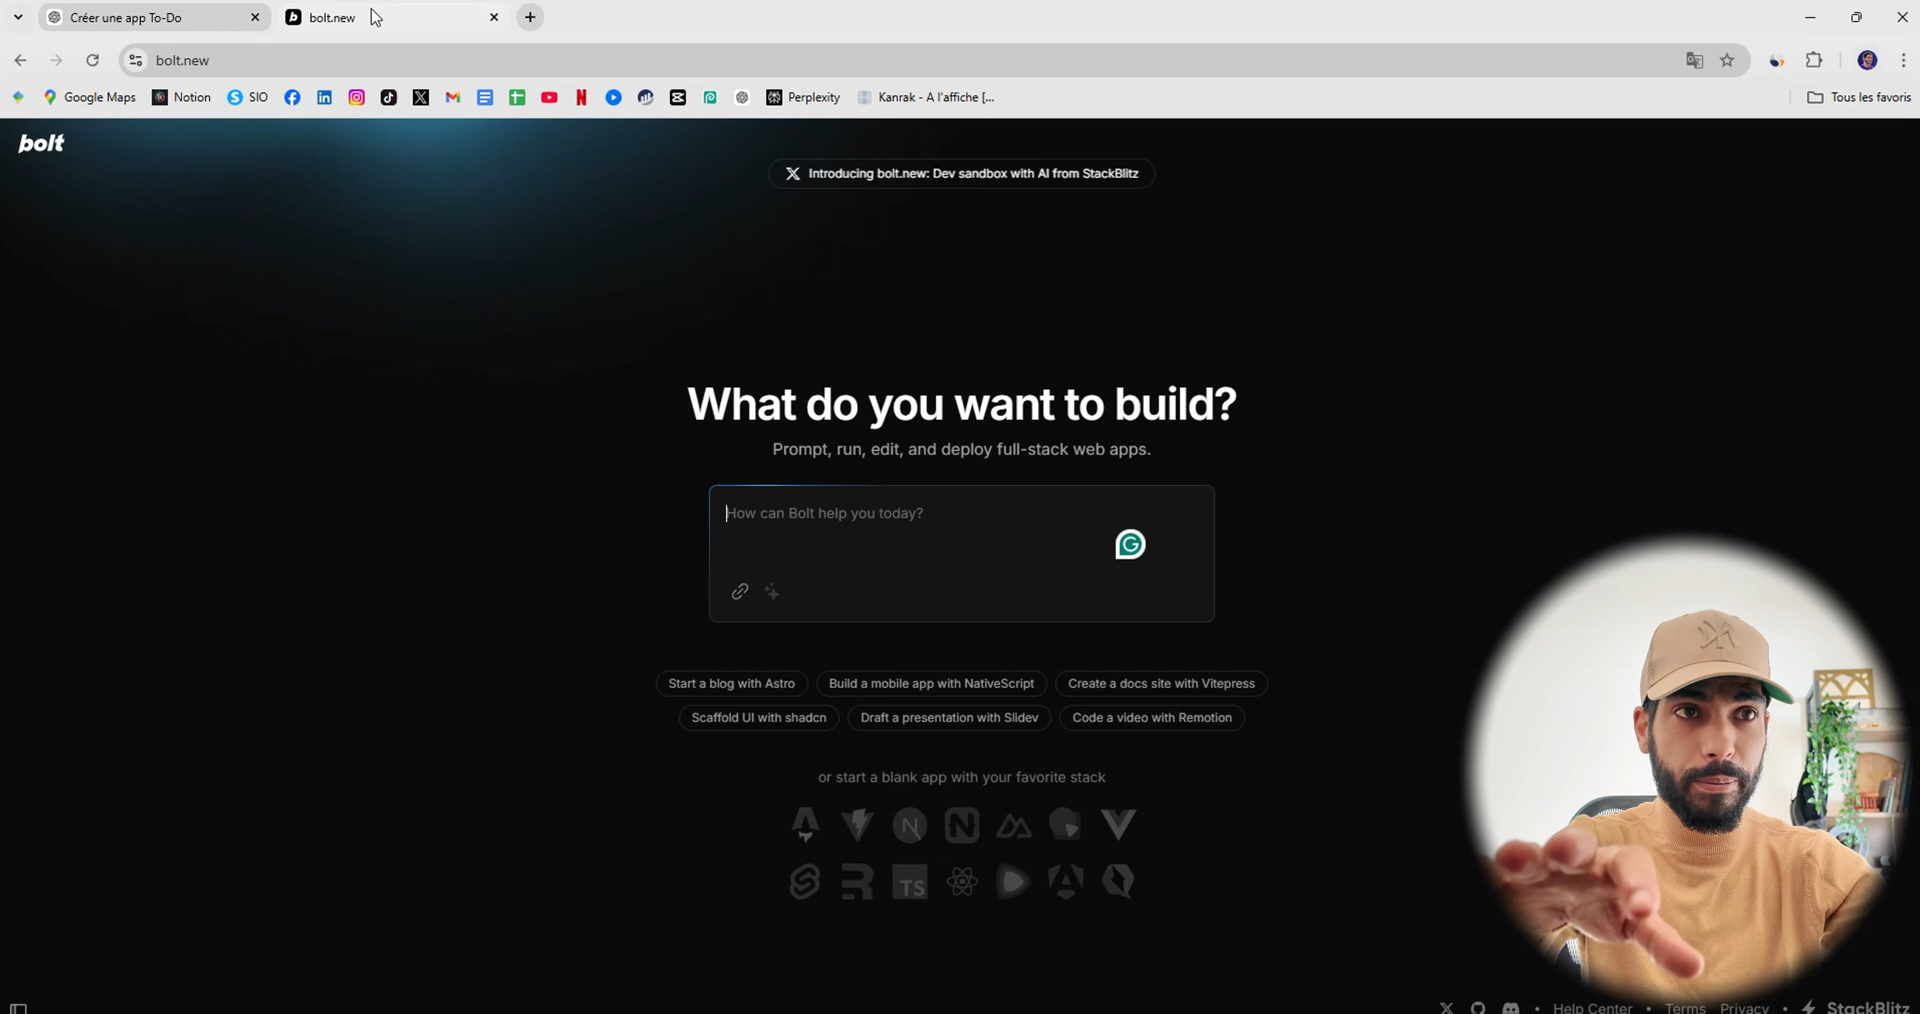 Créer une app To-Do
bolt.new
bolt.new
Google Maps
Notion
SIO
Perplexity
Kanrak - A l'affiche [...
Tous les favoris
bolt
Introducing bolt.new: Dev sandbox with AI from StackBlitz
What do you want to build?
Prompt, run, edit, and deploy full-stack web apps.
How can Bolt help you today?
Start a blog with Astro
Build a mobile app with NativeScript
Create a docs site with Vitepress
Scaffold UI with shadcn
Draft a presentation with Slidev
Code a video with Remotion
or start a blank app with your favorite stack
TS
Help Center • Terms Privacy • StackBlitz